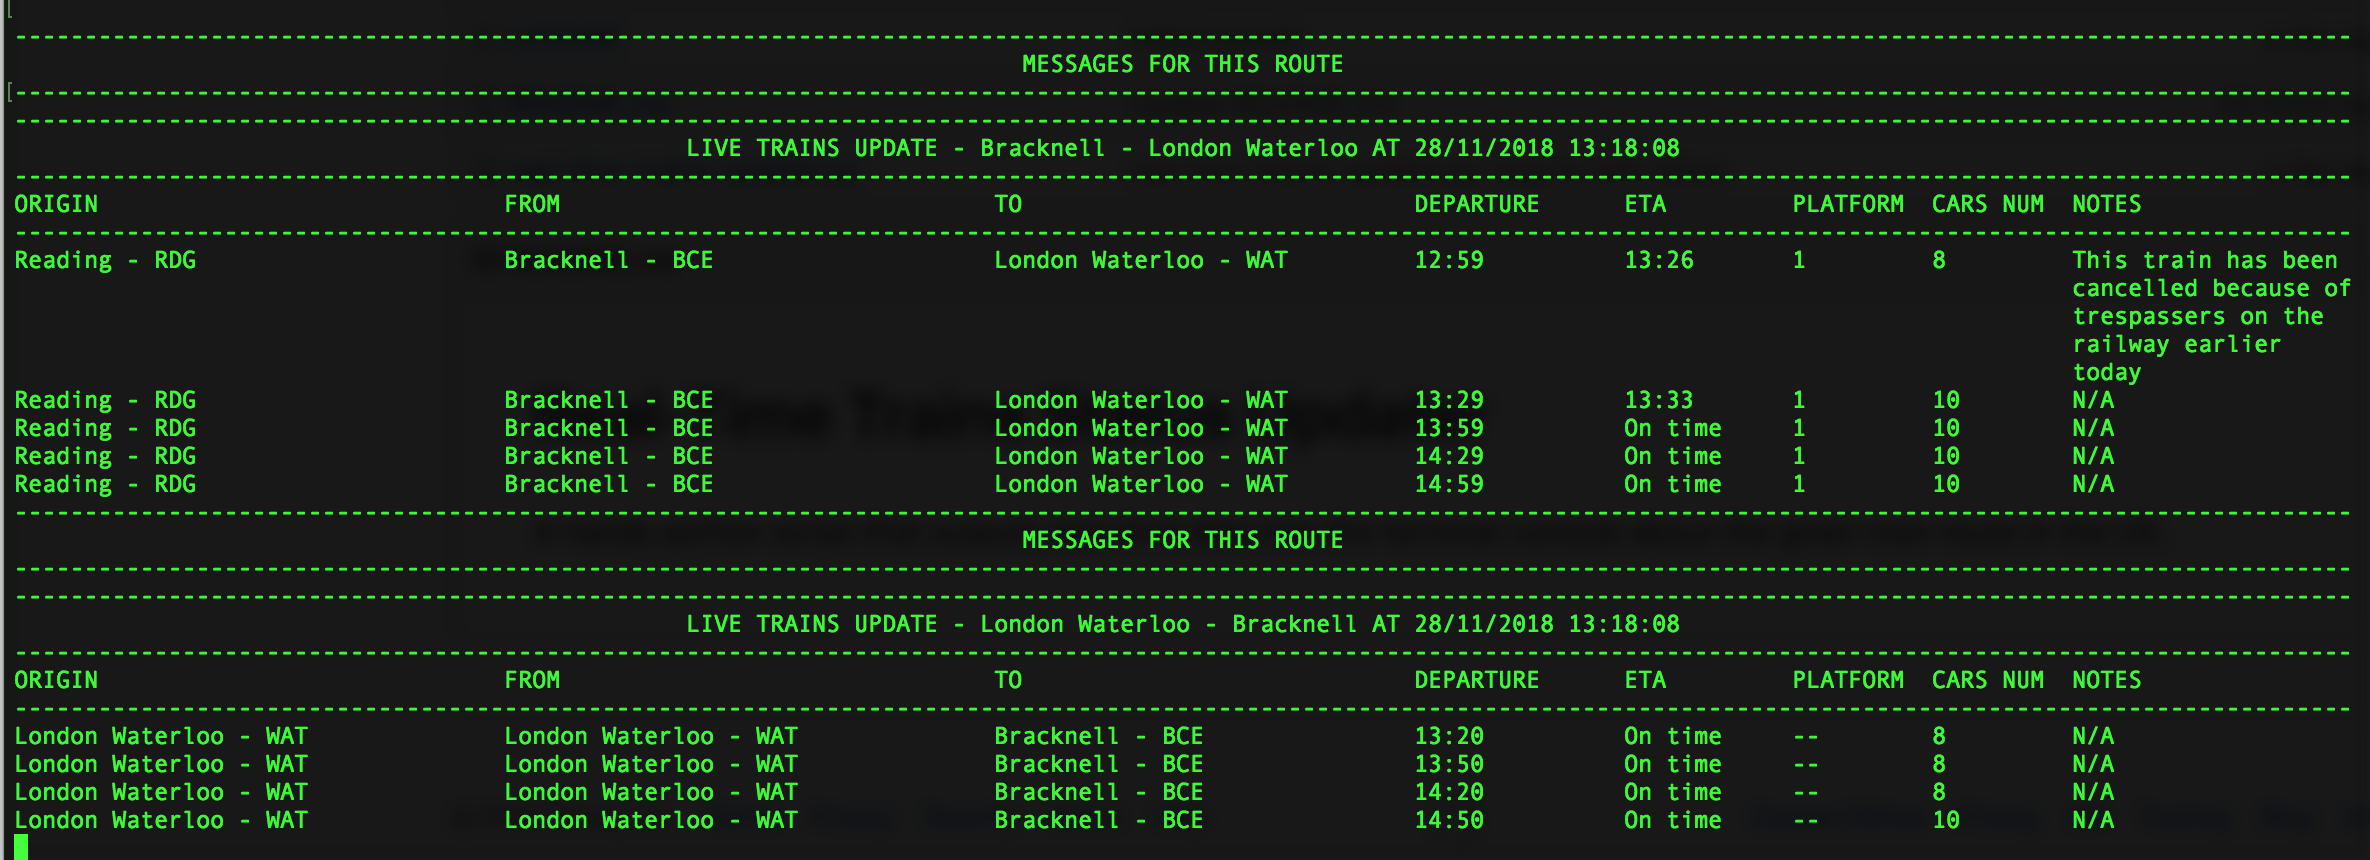 MESSAGES FOR THIS ROUTE
LIVE TRAINS UPDATE - Bracknell - London Waterloo AT 28/11/2018 13:18:08
ORIGIN FROM TO DEPARTURE ETA PLATFORM CARS NUM NOTES
Reading - RDG Bracknell - BCE London Waterloo - WAT 12:59 13:26 1 8 This train has been
cancelled because of
trespassers on the
railway earlier
today
Reading - RDG Bracknell - BCE London Waterloo - WAT 13:29 13:33 1 10 N/A
Reading - RDG Bracknell - BCE London Waterloo - WAT 13:59 On time 1 10 N/A
Reading - RDG Bracknell - BCE London Waterloo - WAT 14:29 On time 1 10 N/A
Reading - RDG Bracknell - BCE London Waterloo - WAT 14:59 On time 1 10 N/A
MESSAGES FOR THIS ROUTE
LIVE TRAINS UPDATE - London Waterloo - Bracknell AT 28/11/2018 13:18:08
ORIGIN FROM TO DEPARTURE ETA PLATFORM CARS NUM NOTES
London Waterloo - WAT London Waterloo - WAT Bracknell - BCE 13:20 On time -- 8 N/A
London Waterloo - WAT London Waterloo - WAT Bracknell - BCE 13:50 On time -- 8 N/A
London Waterloo - WAT London Waterloo - WAT Bracknell - BCE 14:20 On time -- 8 N/A
London Waterloo - WAT London Waterloo - WAT Bracknell - BCE 14:50 On time -- 10 N/A